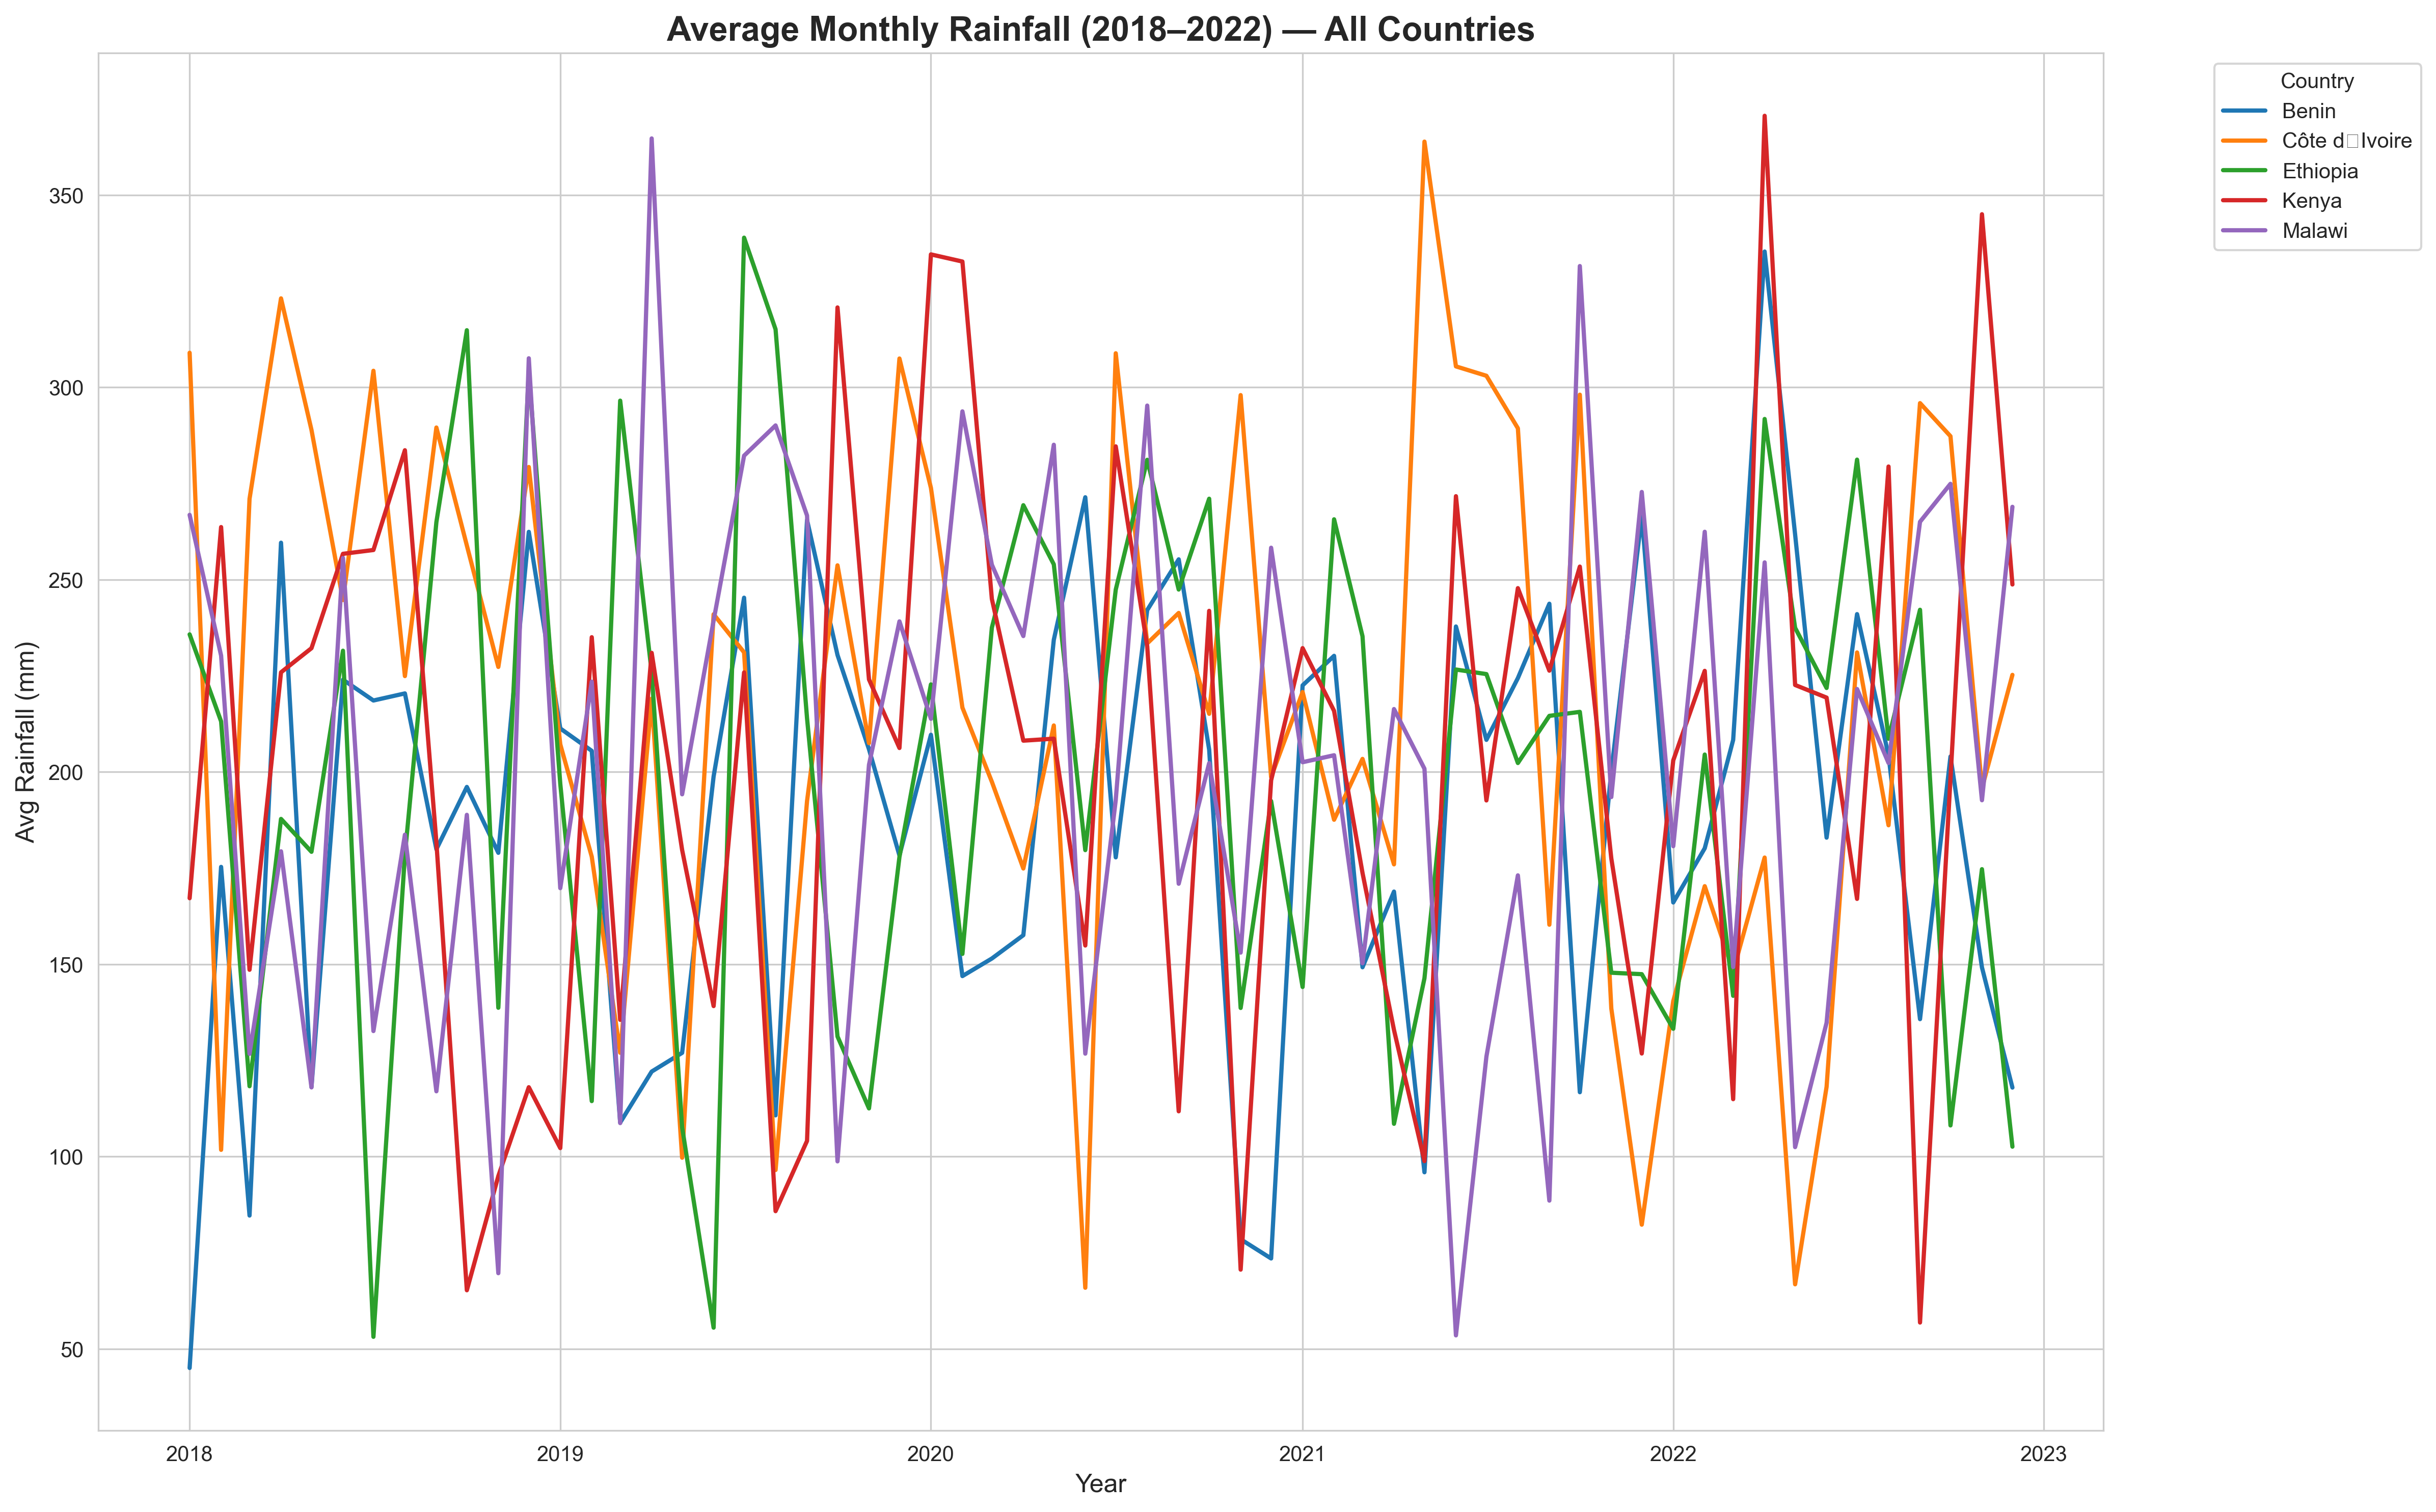 Average Monthly Rainfall (2018–2022) — All Countries
Country
Benin
Côte d□Ivoire
Ethiopia
Kenya
Malawi
Avg Rainfall (mm)
350
300
250
200
150
100
50
2018 2019 2020 2021 2022 2023
Year